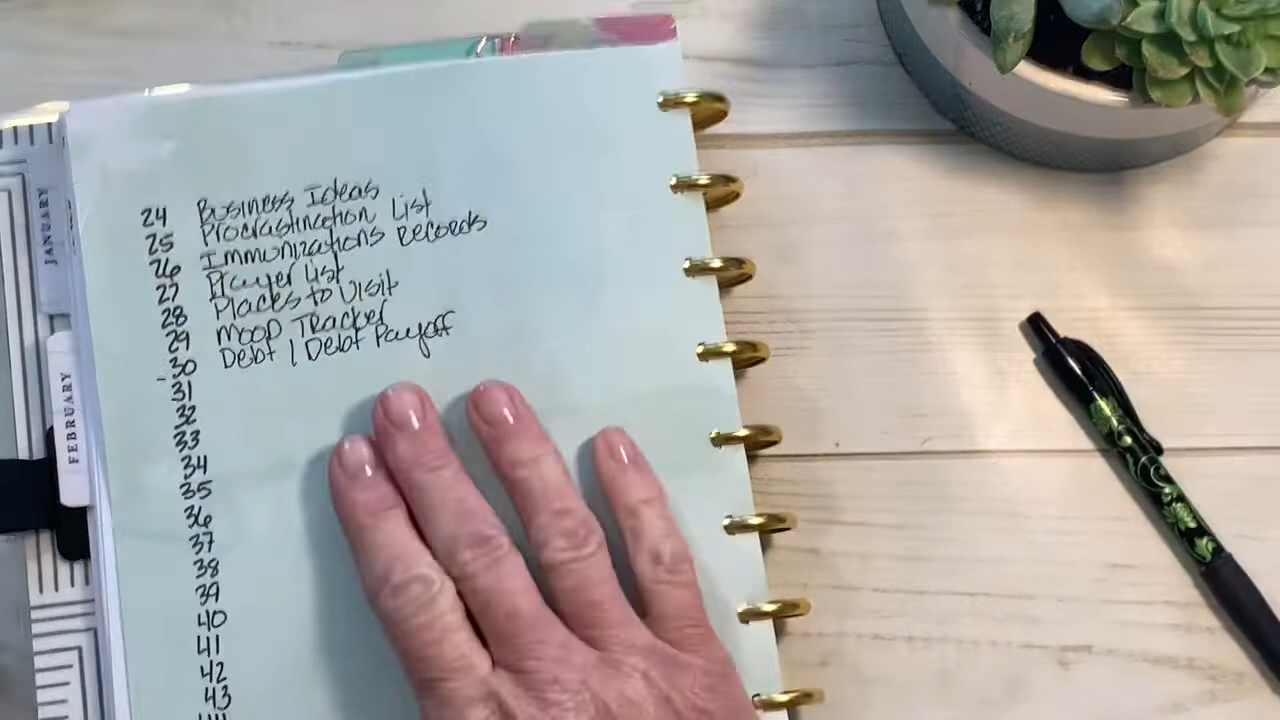 24 Business Ideas
25 Procrastination List
26 Immunizations Records
27 Prayer List
28 Places to Visit
29 Mood Tracker
30 Debt / Debt Payoff
31
32
33
34
35
36
37
38
39
40
41
42
43
44
JANUARY
FEBRUARY